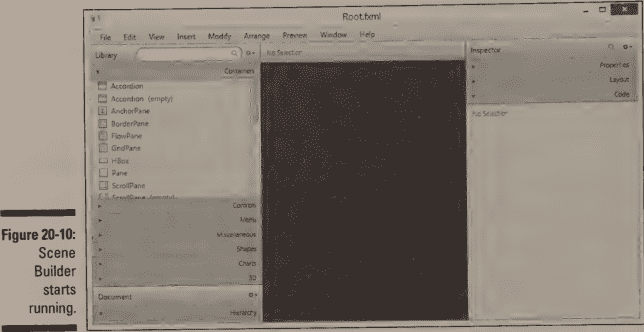 Root.fxml
File Edit View Insert Modify Arrange Preview Window Help
Library
No Selection
Inspector
Containers
Properties
Layout
Code
Accordion
Accordion (empty)
AnchorPane
BorderPane
FlowPane
GridPane
HBox
Pane
ScrollPane
ScrollPane (empty)
No Selection
Controls
Menu
Miscellaneous
Shapes
Charts
3D
Document
Hierarchy
Figure 20-10:
Scene
Builder
starts
running.